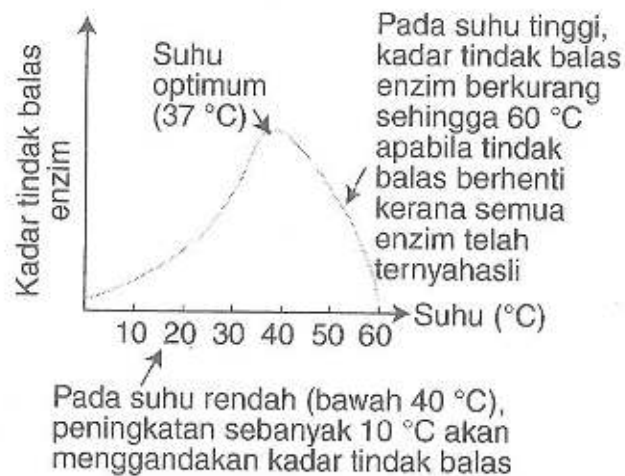 Kadar tindak balas
enzim
Suhu
optimum
(37 °C)
Pada suhu tinggi,
kadar tindak balas
enzim berkurang
sehingga 60 °C
apabila tindak
balas berhenti
kerana semua
enzim telah
ternyahasli
10 20 30 40 50 60
Suhu (°C)
Pada suhu rendah (bawah 40 °C),
peningkatan sebanyak 10 °C akan
menggandakan kadar tindak balas